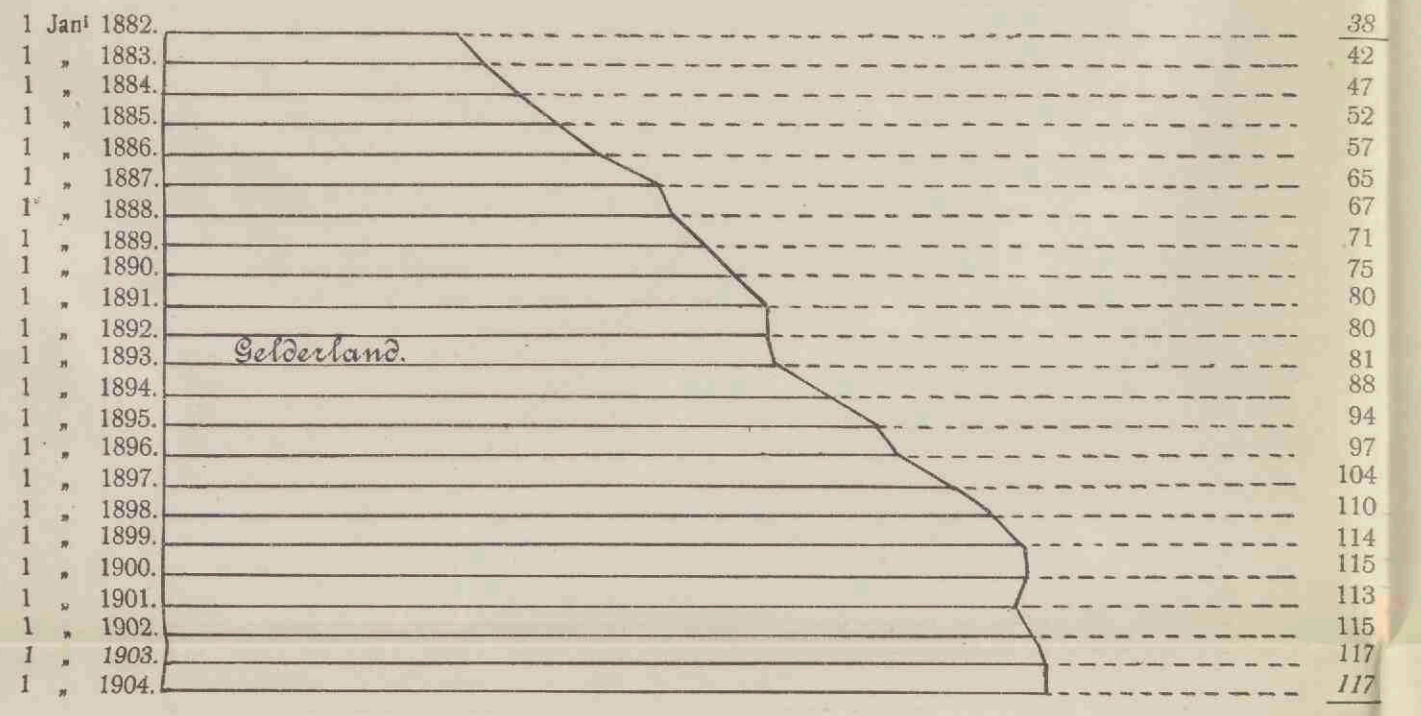 1 Janⁱ 1882. 38
1 „ 1883. 42
1 „ 1884. 47
1 „ 1885. 52
1 „ 1886. 57
1 „ 1887. 65
1 „ 1888. 67
1 „ 1889. 71
1 „ 1890. 75
1 „ 1891. 80
1 „ 1892. 80
Gelderland.
1 „ 1893. 81
1 „ 1894. 88
1 „ 1895. 94
1 „ 1896. 97
1 „ 1897. 104
1 „ 1898. 110
1 „ 1899. 114
1 „ 1900. 115
1 „ 1901. 113
1 „ 1902. 115
1 „ 1903. 117
1 „ 1904. 117